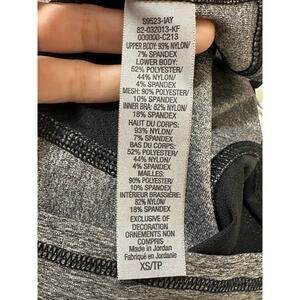 S9523-IAY
82-032013-KF
000000-C213
UPPER BODY: 93% NYLON/
7% SPANDEX
LOWER BODY:
52% POLYESTER/
44% NYLON/
4% SPANDEX
MESH: 90% POLYESTER/
10% SPANDEX
INNER BRA: 82% NYLON/
18% SPANDEX
HAUT DU CORPS:
93% NYLON/
7% SPANDEX
BAS DU CORPS:
52% POLYESTER/
44% NYLON/
4% SPANDEX
MAILLES:
90% POLYESTER/
10% SPANDEX
INTÉRIEUR BRASSIÈRE:
82% NYLON/
18% SPANDEX
EXCLUSIVE OF
DECORATION
ORNEMENTS NON
COMPRIS
Made in Jordan
Fabriqué en Jordanie
XS/TP